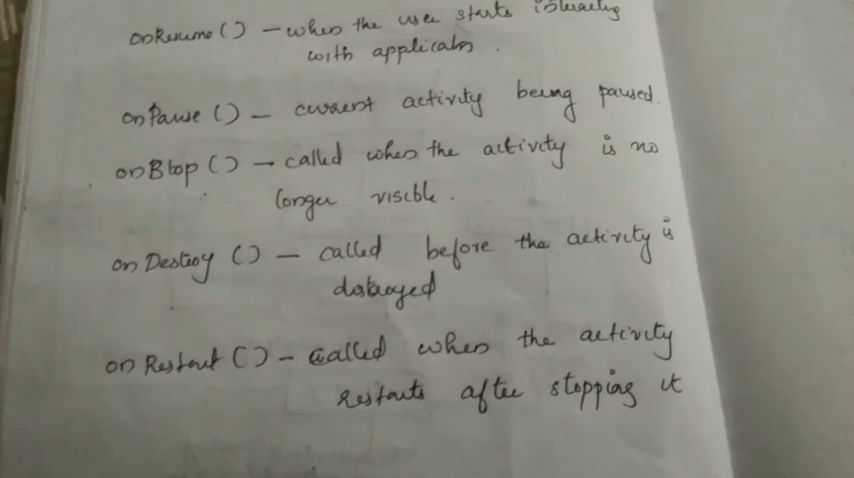 onResume () – when the user starts interacting
with applicatn.
onPause () – current activity being paused.
onStop () – called when the activity is no
longer visible.
on Destroy () – called before the activity is
destroyed
on Restart () – called when the activity
restarts after stopping it